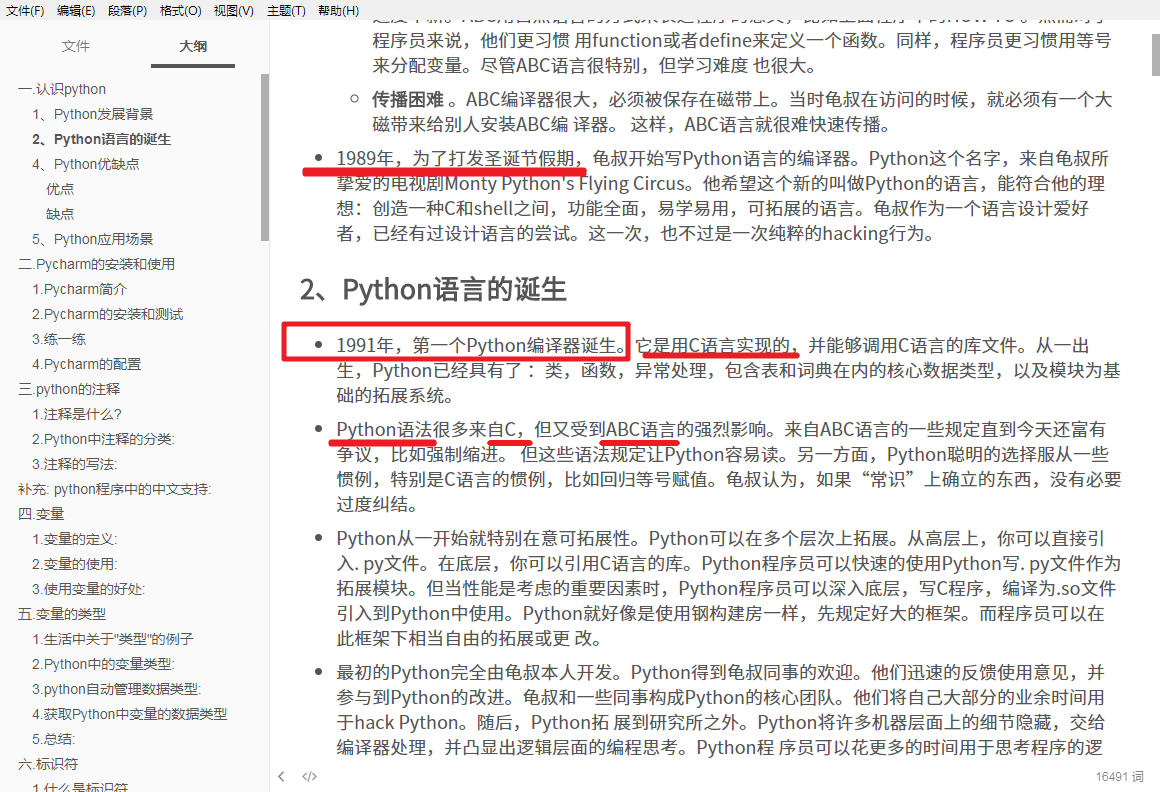 文件(F) 编辑(E) 段落(P) 格式(O) 视图(V) 主题(T) 帮助(H)
文件 大纲
一.认识python
1、Python发展背景
2、Python语言的诞生
4、Python优缺点
优点
缺点
5、Python应用场景
二.Pycharm的安装和使用
1.Pycharm简介
2.Pycharm的安装和测试
3.练一练
4.Pycharm的配置
三.python的注释
1.注释是什么?
2.Python中注释的分类:
3.注释的写法:
补充: python程序中的中文支持:
四.变量
1.变量的定义:
2.变量的使用:
3.使用变量的好处:
五.变量的类型
1.生活中关于"类型"的例子
2.Python中的变量类型:
3.python自动管理数据类型:
4.获取Python中变量的数据类型
5.总结:
六.标识符
1.什么是标识符
程序员来说，他们更习惯 用function或者define来定义一个函数。同样，程序员更习惯用等号
来分配变量。尽管ABC语言很特别，但学习难度 也很大。
传播困难 。ABC编译器很大，必须被保存在磁带上。当时龟叔在访问的时候，就必须有一个大
磁带来给别人安装ABC编 译器。 这样，ABC语言就很难快速传播。
1989年，为了打发圣诞节假期，龟叔开始写Python语言的编译器。Python这个名字，来自龟叔所
挚爱的电视剧Monty Python's Flying Circus。他希望这个新的叫做Python的语言，能符合他的理
想：创造一种C和shell之间，功能全面，易学易用，可拓展的语言。龟叔作为一个语言设计爱好
者，已经有过设计语言的尝试。这一次，也不过是一次纯粹的hacking行为。
2、Python语言的诞生
1991年，第一个Python编译器诞生。它是用C语言实现的，并能够调用C语言的库文件。从一出
生，Python已经具有了 ：类，函数，异常处理，包含表和词典在内的核心数据类型，以及模块为基
础的拓展系统。
Python语法很多来自C，但又受到ABC语言的强烈影响。来自ABC语言的一些规定直到今天还富有
争议，比如强制缩进。 但这些语法规定让Python容易读。另一方面，Python聪明的选择服从一些
惯例，特别是C语言的惯例，比如回归等号赋值。龟叔认为，如果“常识”上确立的东西，没有必要
过度纠结。
Python从一开始就特别在意可拓展性。Python可以在多个层次上拓展。从高层上，你可以直接引
入. py文件。在底层，你可以引用C语言的库。Python程序员可以快速的使用Python写. py文件作为
拓展模块。但当性能是考虑的重要因素时，Python程序员可以深入底层，写C程序，编译为.so文件
引入到Python中使用。Python就好像是使用钢构建房一样，先规定好大的框架。而程序员可以在
此框架下相当自由的拓展或更 改。
最初的Python完全由龟叔本人开发。Python得到龟叔同事的欢迎。他们迅速的反馈使用意见，并
参与到Python的改进。龟叔和一些同事构成Python的核心团队。他们将自己大部分的业余时间用
于hack Python。随后，Python拓 展到研究所之外。Python将许多机器层面上的细节隐藏，交给
编译器处理，并凸显出逻辑层面的编程思考。Python程 序员可以花更多的时间用于思考程序的逻
16491 词